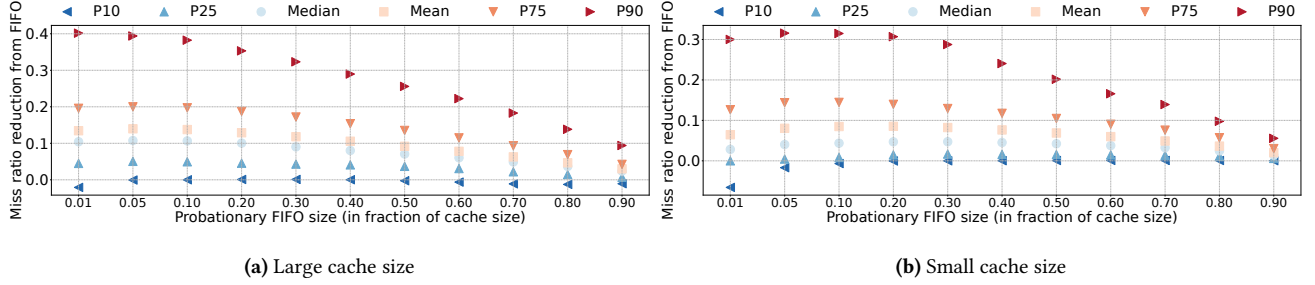 P10 P25 Median Mean P75 P90
Miss ratio reduction from FIFO
0.4
0.3
0.2
0.1
0.0
0.01 0.05 0.10 0.20 0.30 0.40 0.50 0.60 0.70 0.80 0.90
Probationary FIFO size (in fraction of cache size)
(a) Large cache size
P10 P25 Median Mean P75 P90
Miss ratio reduction from FIFO
0.3
0.2
0.1
0.0
0.01 0.05 0.10 0.20 0.30 0.40 0.50 0.60 0.70 0.80 0.90
Probationary FIFO size (in fraction of cache size)
(b) Small cache size